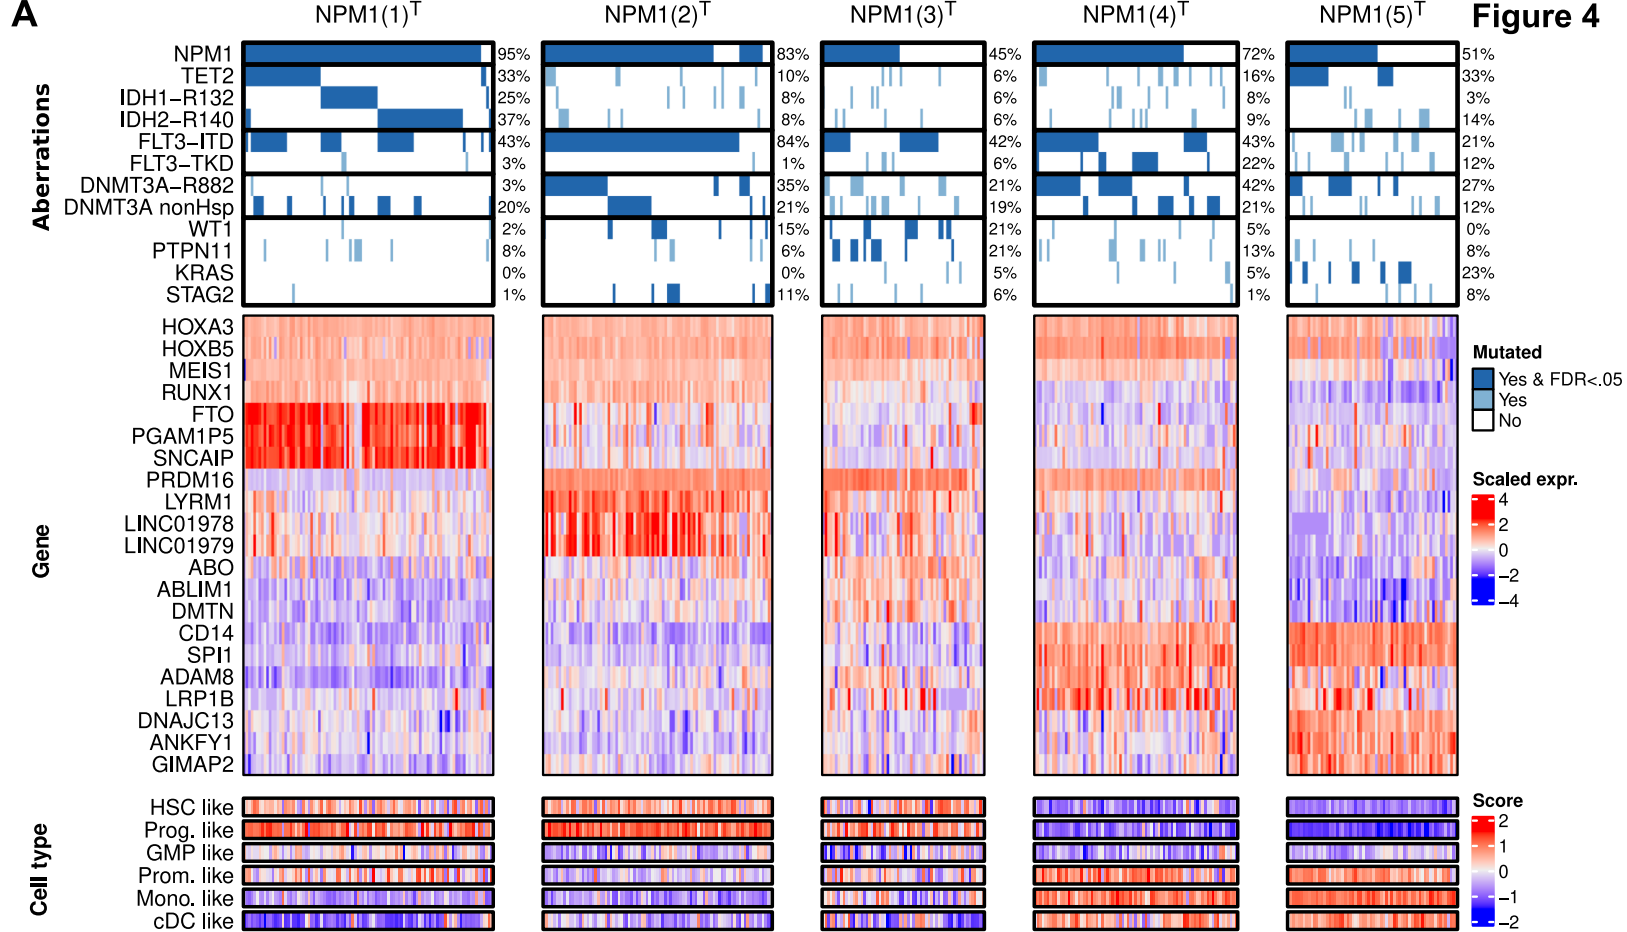 A NPM1(1)T NPM1(2)T NPM1(3)T NPM1(4)T NPM1(5)T Figure 4
Aberrations
NPM1 95% 83% 45% 72% 51%
TET2 33% 10% 6% 16% 33%
IDH1−R132 25% 8% 6% 8% 3%
IDH2−R140 37% 8% 6% 9% 14%
FLT3−ITD 43% 84% 42% 43% 21%
FLT3−TKD 3% 1% 6% 22% 12%
DNMT3A−R882 3% 35% 21% 42% 27%
DNMT3A nonHsp 20% 21% 19% 21% 12%
WT1 2% 15% 21% 5% 0%
PTPN11 8% 6% 21% 13% 8%
KRAS 0% 0% 5% 5% 23%
STAG2 1% 11% 6% 1% 8%
Gene
HOXA3
HOXB5
MEIS1
RUNX1
FTO
PGAM1P5
SNCAIP
PRDM16
LYRM1
LINC01978
LINC01979
ABO
ABLIM1
DMTN
CD14
SPI1
ADAM8
LRP1B
DNAJC13
ANKFY1
GIMAP2
Mutated
Yes & FDR<.05
Yes
No
Scaled expr.
4
2
0
−2
−4
Cell type
HSC like
Prog. like
GMP like
Prom. like
Mono. like
cDC like
Score
2
1
0
−1
−2